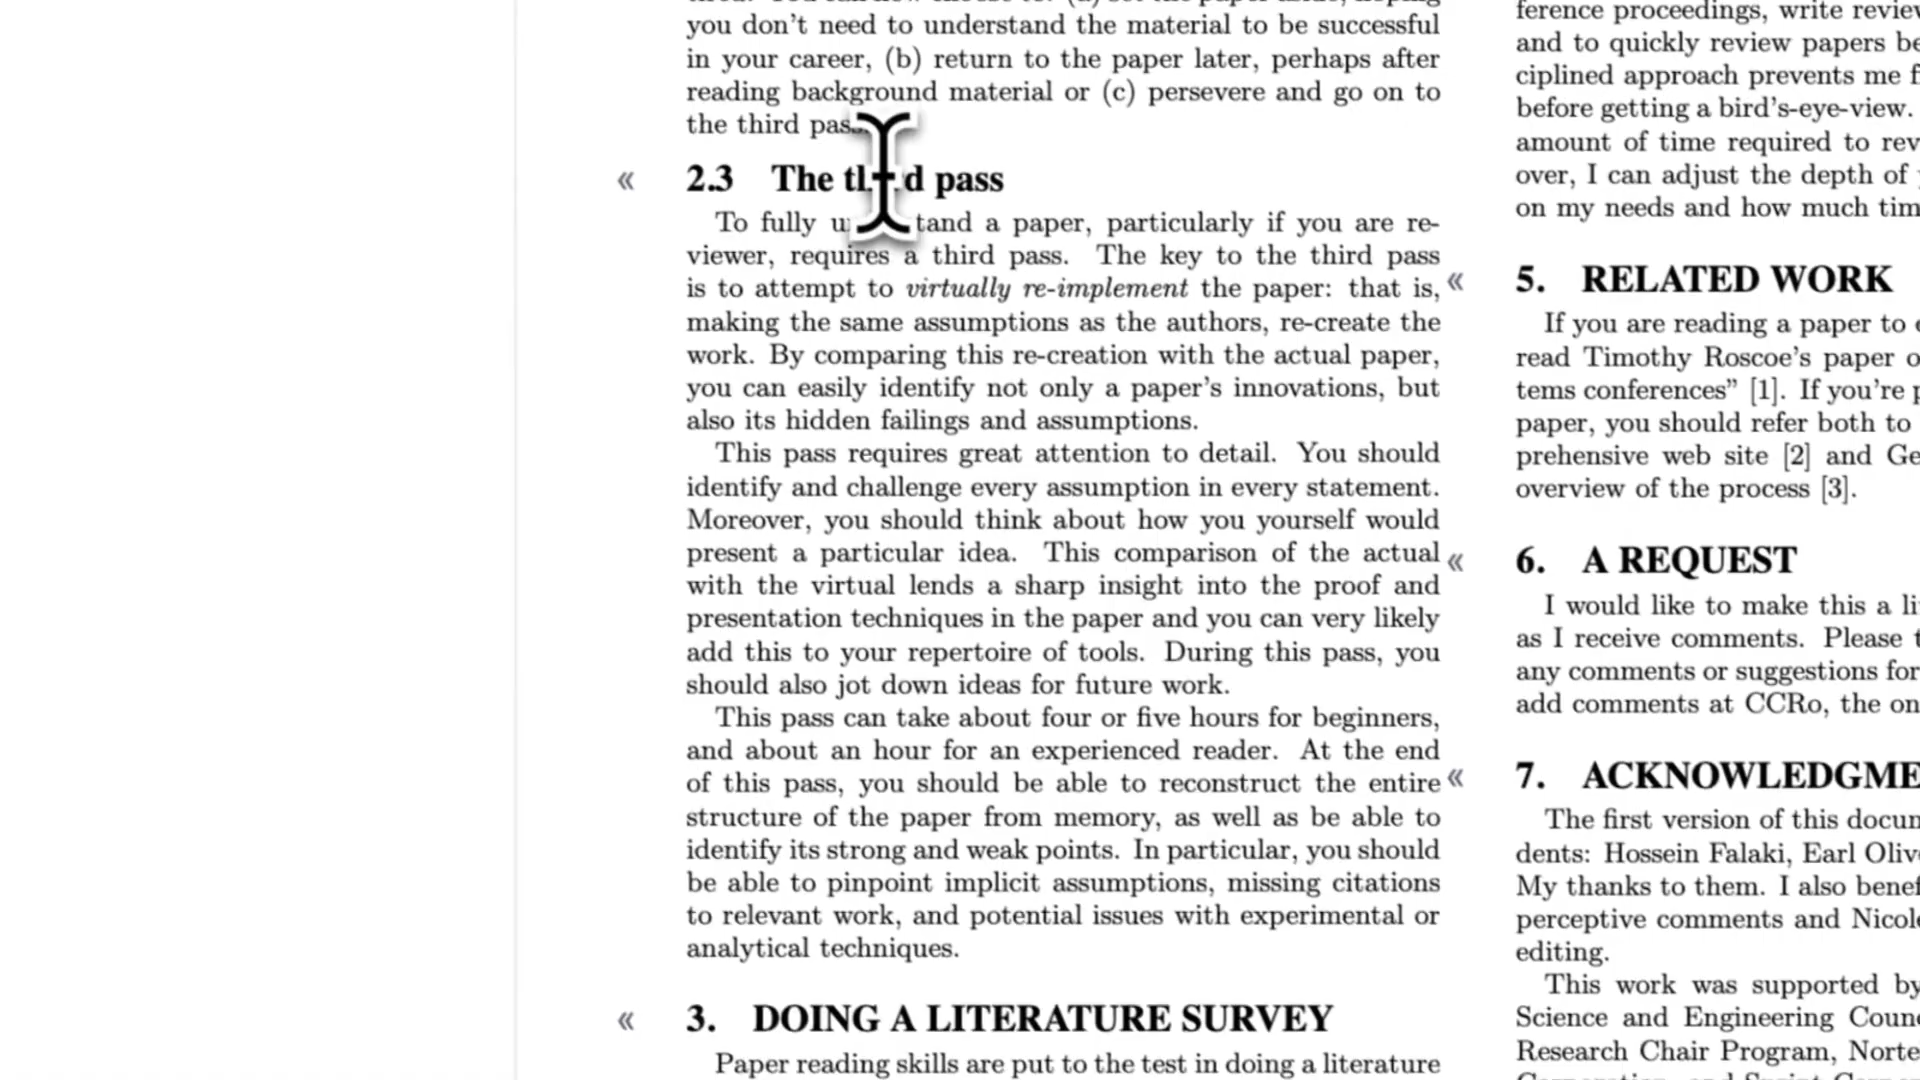 you don't need to understand the material to be successful
in your career, (b) return to the paper later, perhaps after
reading background material or (c) persevere and go on to
the third
« 2.3 The pass
To fully a paper, particularly if you are re-
viewer, requires a third pass. The key to the third pass
is to attempt to virtually re-implement the paper: that is,
making the same assumptions as the authors, re-create the
work. By comparing this re-creation with the actual paper,
you can easily identify not only a paper's innovations, but
also its hidden failings and assumptions.
This pass requires great attention to detail. You should
identify and challenge every assumption in every statement.
Moreover, you should think about how you yourself would
present a particular idea. This comparison of the actual
with the virtual lends a sharp insight into the proof and
presentation techniques in the paper and you can very likely
add this to your repertoire of tools. During this pass, you
should also jot down ideas for future work.
This pass can take about four or five hours for beginners,
and about an hour for an experienced reader. At the end
of this pass, you should be able to reconstruct the entire
structure of the paper from memory, as well as be able to
identify its strong and weak points. In particular, you should
be able to pinpoint implicit assumptions, missing citations
to relevant work, and potential issues with experimental or
analytical techniques.
« 3. DOING A LITERATURE SURVEY
Paper reading skills are put to the test in doing a literature
ference proceedings, write
and to quickly review papers
ciplined approach prevents me
before getting a bird's-eye-view.
amount of time required to
over, I can adjust the depth of
on my needs and how much
« 5. RELATED WORK
If you are reading a paper to
read Timothy Roscoe's paper
tems conferences" [1]. If you're
paper, you should refer both to
prehensive web site [2] and
overview of the process [3].
« 6. A REQUEST
I would like to make this a
as I receive comments. Please
any comments or suggestions for
add comments at CCRo, the
« 7. ACKNOWLEDGME
The first version of this
dents: Hossein Falaki, Earl
My thanks to them. I also
perceptive comments and
editing.
This work was supported by
Science and Engineering
Research Chair Program,